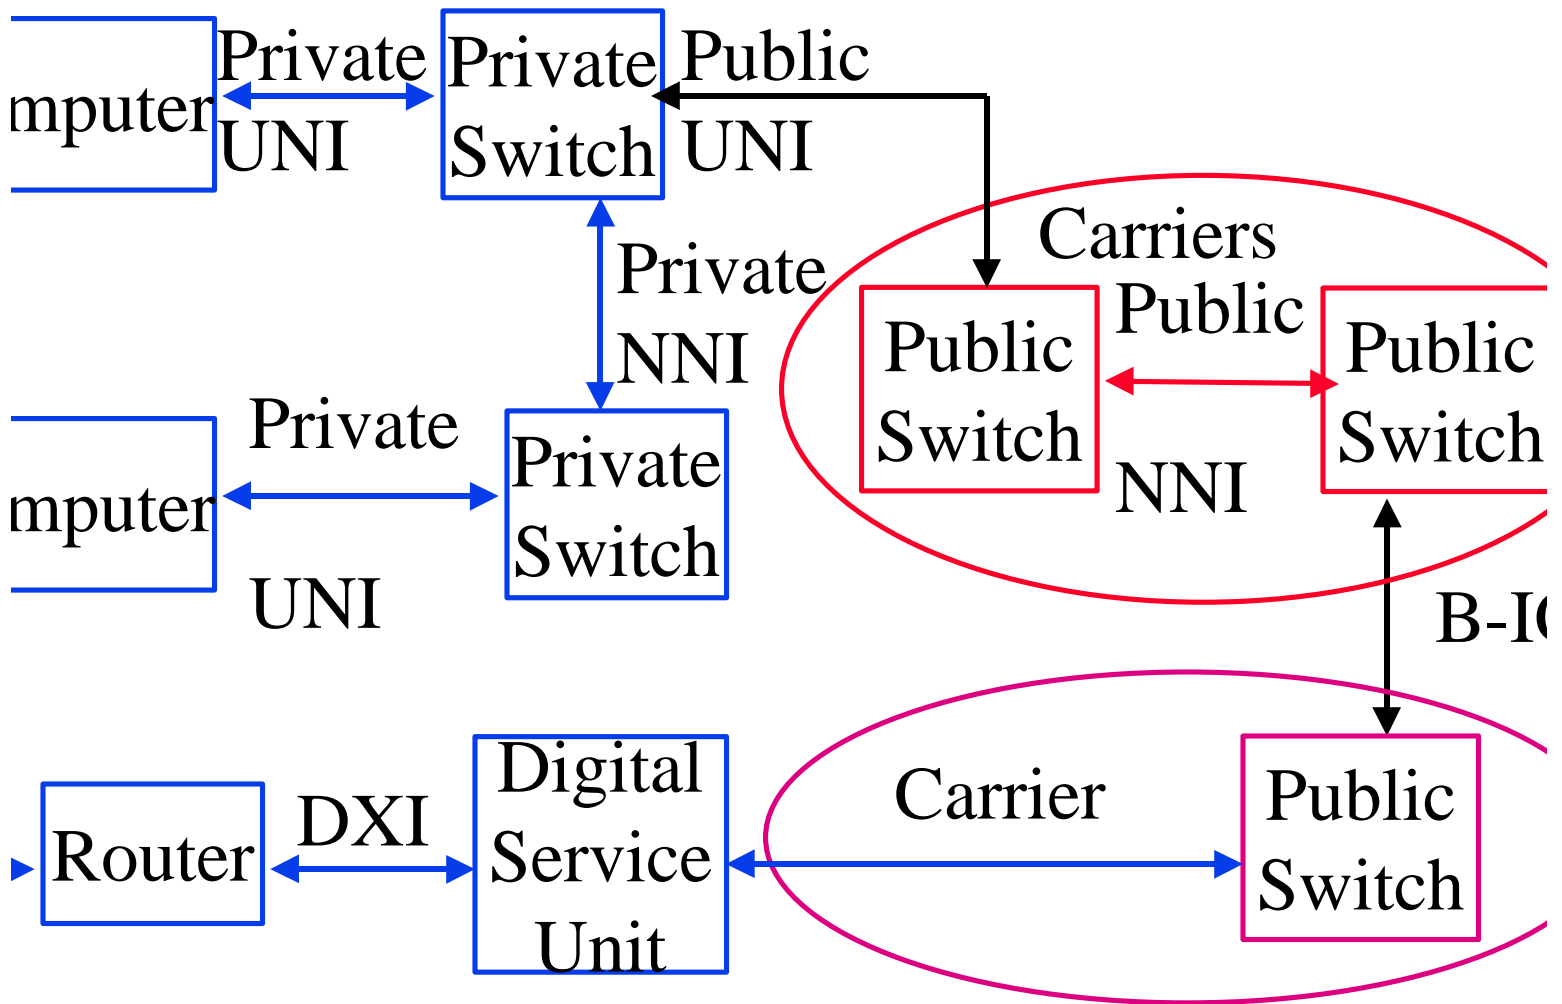 mputer
Private
UNI
Private
Switch
Public
UNI
Private
NNI
Carriers
Public
Switch
Public
NNI
Public
Switch
mputer
Private
UNI
Private
Switch
B-I
Router
DXI
Digital
Service
Unit
Carrier
Public
Switch